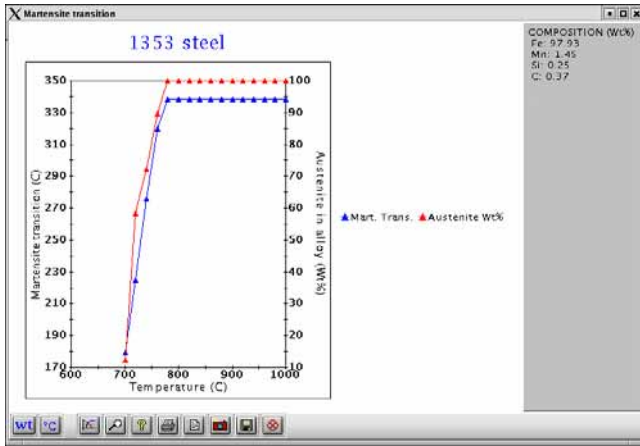 Martensite transition
1353 steel
COMPOSITION (Wt%)
Fe: 97.93
Mn: 1.45
Si: 0.25
C: 0.37
350
330
310
290
270
250
230
210
190
170
Martensite transition (C)
100
90
80
70
60
50
40
30
20
10
Austenite in alloy (Wt%)
600
700
800
900
1000
Temperature (C)
Mart. Trans. Austenite Wt%
wt °C